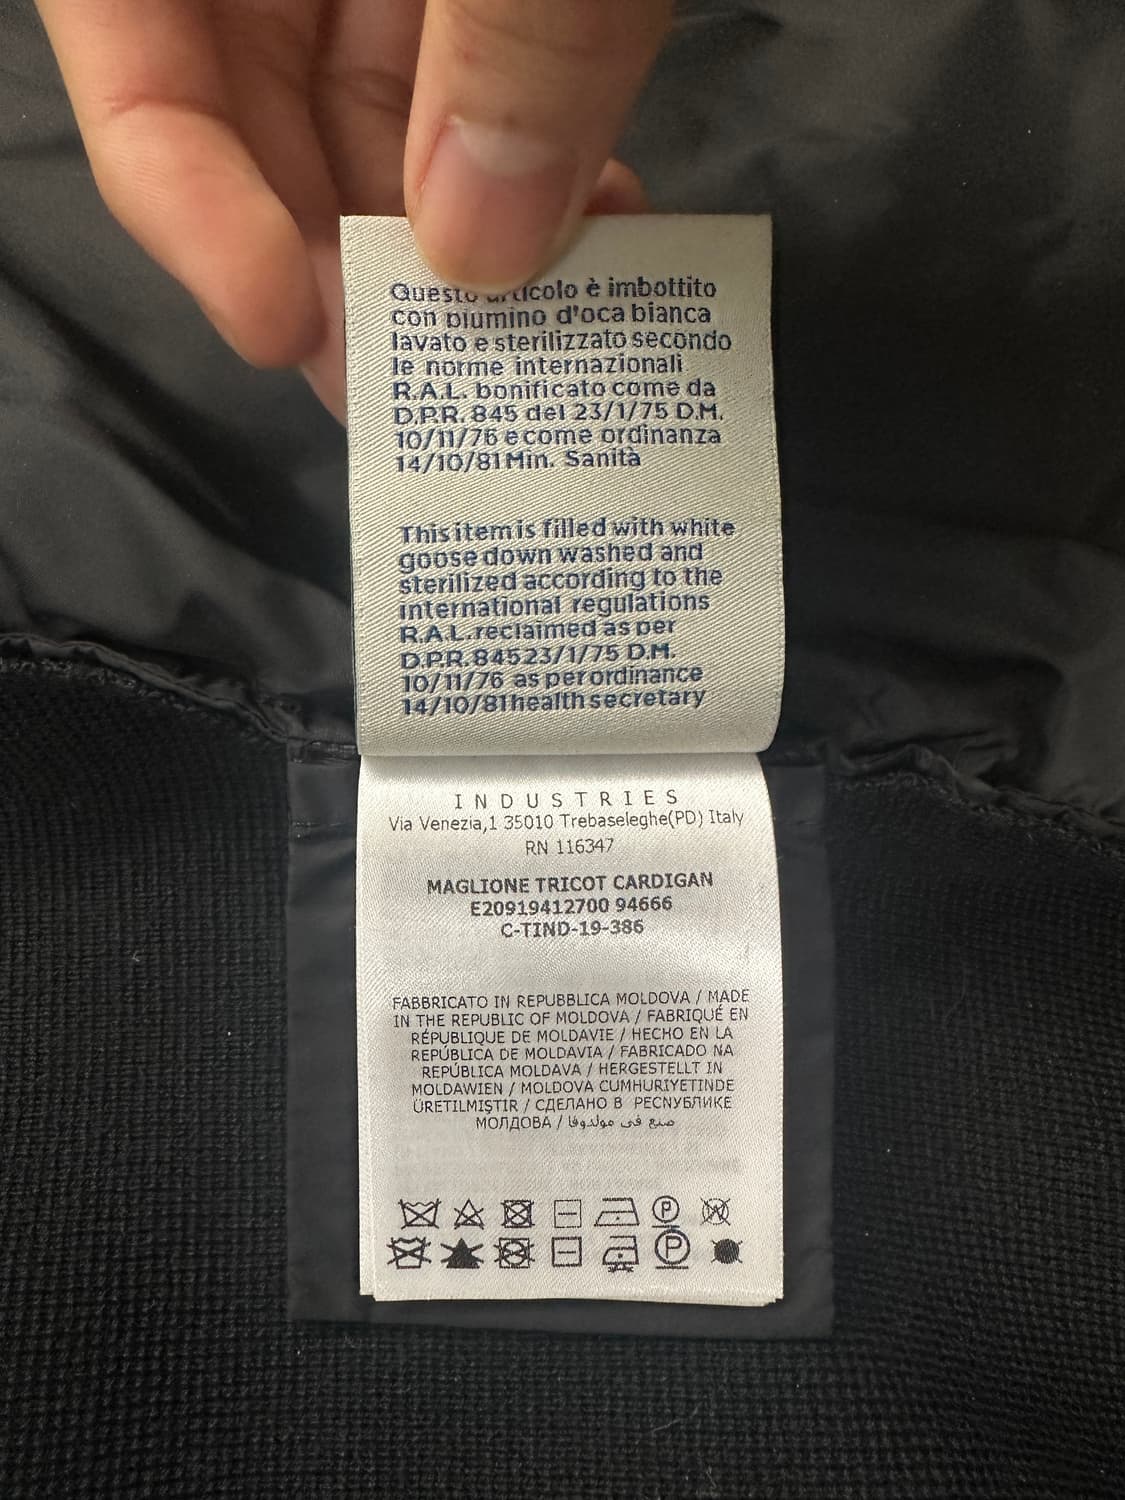 Questo articolo è imbottito
con piumino d'oca bianca
lavato e sterilizzato secondo
le norme internazionali
R.A.L. bonificato come da
D.P.R. 845 del 23/1/75 D.M.
10/11/76 e come ordinanza
14/10/81 Min. Sanità
This item is filled with white
goose down washed and
sterilized according to the
international regulations
R.A.L. reclaimed as per
D.P.R. 845 23/1/75 D.M.
10/11/76 as per ordinance
14/10/81 health secretary
INDUSTRIES
Via Venezia,1 35010 Trebaseleghe(PD) Italy
RN 116347
MAGLIONE TRICOT CARDIGAN
E20919412700 94666
C-TIND-19-386
FABBRICATO IN REPUBBLICA MOLDOVA / MADE
IN THE REPUBLIC OF MOLDOVA / FABRIQUÉ EN
RÉPUBLIQUE DE MOLDAVIE / HECHO EN LA
REPÚBLICA DE MOLDAVIA / FABRICADO NA
REPÚBLICA MOLDAVA / HERGESTELLT IN
MOLDAWIEN / MOLDOVA CUMHURIYETINDE
ÜRETILMIŞTIR / СДЕЛАНО В РЕСПУБЛИКЕ
МОЛДОВА / صنع في مولدوفا
P W
P